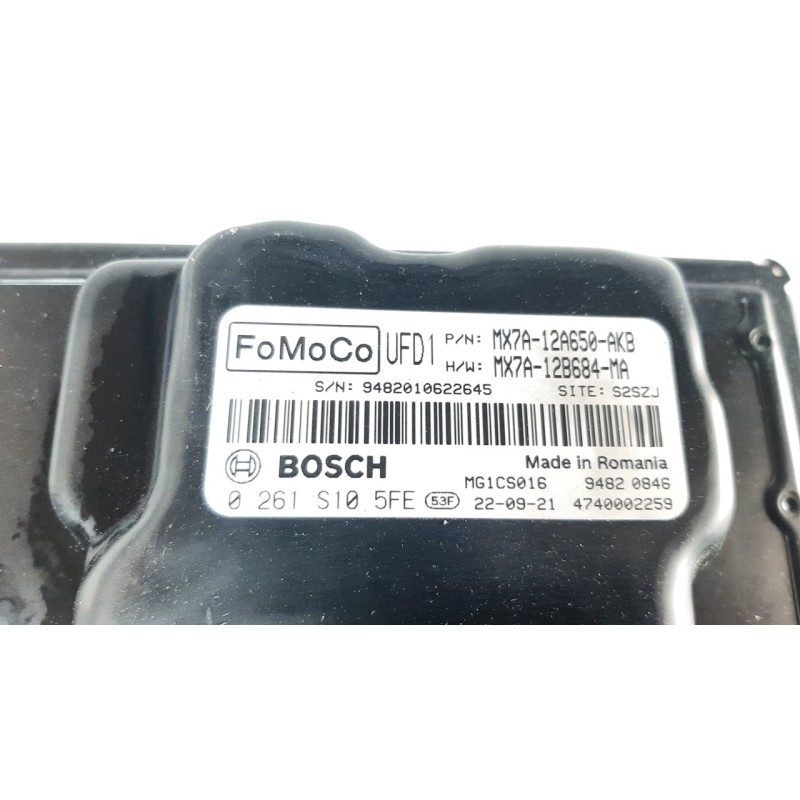 FoMoCo UFD1 P/N: MX7A-12A650-AKB
H/W: MX7A-12B684-MA
S/N: 9482010622645 SITE: S2SZJ
BOSCH Made in Romania
MG1CS016 9482 0846
0 261 S10 5FE 53F 22-09-21 4740002259